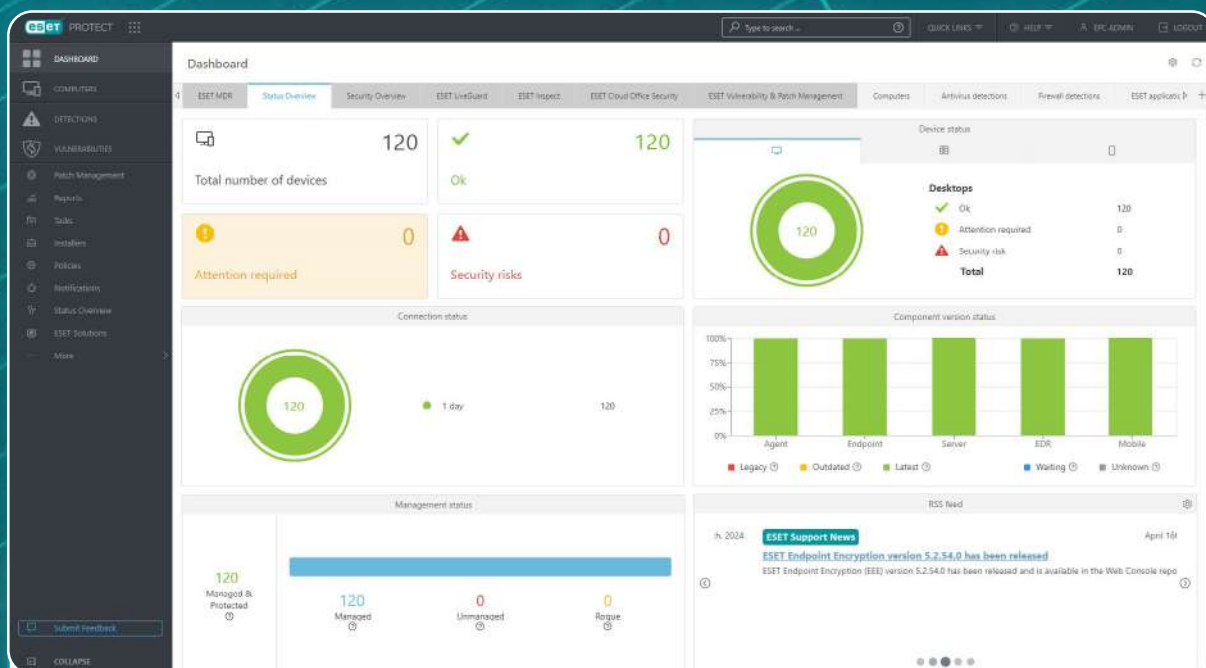 eset PROTECT
Type to search ...
QUICK LINKS
HELP
EPC ADMIN
LOGOUT
DASHBOARD
COMPUTERS
DETECTIONS
VULNERABILITIES
Patch Management
Reports
Tasks
Installers
Policies
Notifications
Status Overview
ESET Solutions
More
Submit Feedback
COLLAPSE
Dashboard
ESET MDR
Status Overview
Security Overview
ESET LiveGuard
ESET Inspect
ESET Cloud Office Security
ESET Vulnerability & Patch Management
Computers
Antivirus detections
Firewall detections
ESET applicatic
120
Total number of devices
120
Ok
0
Attention required
0
Security risks
Device status
120
Desktops
Ok 120
Attention required 0
Security risk 0
Total 120
Connection status
120
1 day 120
Component version status
100%
75%
50%
25%
0%
Agent Endpoint Server EDR Mobile
Legacy Outdated Latest Waiting Unknown
Management status
120
Managed &
Protected
120
Managed
0
Unmanaged
0
Rogue
RSS feed
h, 2024
ESET Support News
April 16t
ESET Endpoint Encryption version 5.2.54.0 has been released
ESET Endpoint Encryption (EEE) version 5.2.54.0 has been released and is available in the Web Console repo